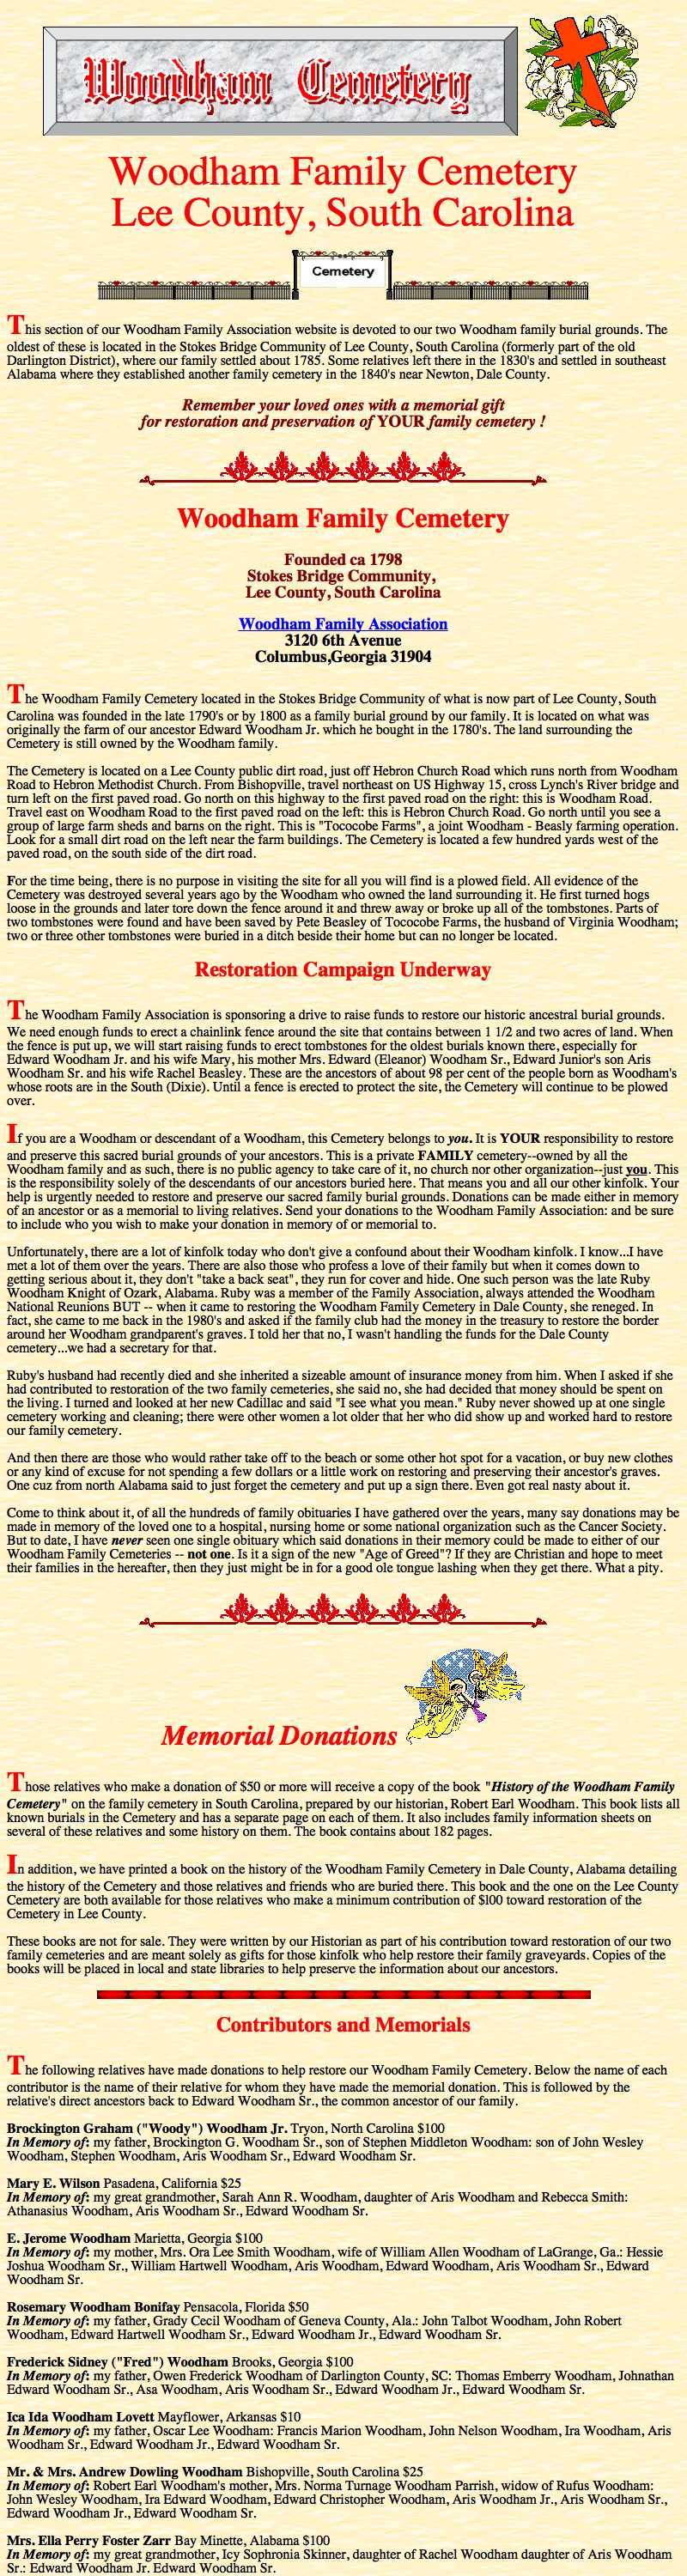 Woodham Cemetery
Woodham Family Cemetery
Lee County, South Carolina
Cemetery
This section of our Woodham Family Association website is devoted to our two Woodham family burial grounds. The
oldest of these is located in the Stokes Bridge Community of Lee County, South Carolina (formerly part of the old
Darlington District), where our family settled about 1785. Some relatives left there in the 1830's and settled in southeast
Alabama where they established another family cemetery in the 1840's near Newton, Dale County.
Remember your loved ones with a memorial gift
for restoration and preservation of YOUR family cemetery !
Woodham Family Cemetery
Founded ca 1798
Stokes Bridge Community,
Lee County, South Carolina
Woodham Family Association
3120 6th Avenue
Columbus,Georgia 31904
The Woodham Family Cemetery located in the Stokes Bridge Community of what is now part of Lee County, South
Carolina was founded in the late 1790's or by 1800 as a family burial ground by our family. It is located on what was
originally the farm of our ancestor Edward Woodham Jr. which he bought in the 1780's. The land surrounding the
Cemetery is still owned by the Woodham family.
The Cemetery is located on a Lee County public dirt road, just off Hebron Church Road which runs north from Woodham
Road to Hebron Methodist Church. From Bishopville, travel northeast on US Highway 15, cross Lynch's River bridge and
turn left on the first paved road. Go north on this highway to the first paved road on the right: this is Woodham Road.
Travel east on Woodham Road to the first paved road on the left: this is Hebron Church Road. Go north until you see a
group of large farm sheds and barns on the right. This is "Tococobe Farms", a joint Woodham - Beasly farming operation.
Look for a small dirt road on the left near the farm buildings. The Cemetery is located a few hundred yards west of the
paved road, on the south side of the dirt road.
For the time being, there is no purpose in visiting the site for all you will find is a plowed field. All evidence of the
Cemetery was destroyed several years ago by the Woodham who owned the land surrounding it. He first turned hogs
loose in the grounds and later tore down the fence around it and threw away or broke up all of the tombstones. Parts of
two tombstones were found and have been saved by Pete Beasley of Tococobe Farms, the husband of Virginia Woodham;
two or three other tombstones were buried in a ditch beside their home but can no longer be located.
Restoration Campaign Underway
The Woodham Family Association is sponsoring a drive to raise funds to restore our historic ancestral burial grounds.
We need enough funds to erect a chainlink fence around the site that contains between 1 1/2 and two acres of land. When
the fence is put up, we will start raising funds to erect tombstones for the oldest burials known there, especially for
Edward Woodham Jr. and his wife Mary, his mother Mrs. Edward (Eleanor) Woodham Sr., Edward Junior's son Aris
Woodham Sr. and his wife Rachel Beasley. These are the ancestors of about 98 per cent of the people born as Woodham's
whose roots are in the South (Dixie). Until a fence is erected to protect the site, the Cemetery will continue to be plowed
over.
If you are a Woodham or descendant of a Woodham, this Cemetery belongs to you. It is YOUR responsibility to restore
and preserve this sacred burial grounds of your ancestors. This is a private FAMILY cemetery--owned by all the
Woodham family and as such, there is no public agency to take care of it, no church nor other organization--just you. This
is the responsibility solely of the descendants of our ancestors buried here. That means you and all our other kinfolk. Your
help is urgently needed to restore and preserve our sacred family burial grounds. Donations can be made either in memory
of an ancestor or as a memorial to living relatives. Send your donations to the Woodham Family Association: and be sure
to include who you wish to make your donation in memory of or memorial to.
Unfortunately, there are a lot of kinfolk today who don't give a confound about their Woodham kinfolk. I know...I have
met a lot of them over the years. There are also those who profess a love of their family but when it comes down to
getting serious about it, they don't "take a back seat", they run for cover and hide. One such person was the late Ruby
Woodham Knight of Ozark, Alabama. Ruby was a member of the Family Association, always attended the Woodham
National Reunions BUT -- when it came to restoring the Woodham Family Cemetery in Dale County, she reneged. In
fact, she came to me back in the 1980's and asked if the family club had the money in the treasury to restore the border
around her Woodham grandparent's graves. I told her that no, I wasn't handling the funds for the Dale County
cemetery...we had a secretary for that.
Ruby's husband had recently died and she inherited a sizeable amount of insurance money from him. When I asked if she
had contributed to restoration of the two family cemeteries, she said no, she had decided that money should be spent on
the living. I turned and looked at her new Cadillac and said "I see what you mean." Ruby never showed up at one single
cemetery working and cleaning; there were other women a lot older that her who did show up and worked hard to restore
our family cemetery.
And then there are those who would rather take off to the beach or some other hot spot for a vacation, or buy new clothes
or any kind of excuse for not spending a few dollars or a little work on restoring and preserving their ancestor's graves.
One cuz from north Alabama said to just forget the cemetery and put up a sign there. Even got real nasty about it.
Come to think about it, of all the hundreds of family obituaries I have gathered over the years, many say donations may be
made in memory of the loved one to a hospital, nursing home or some national organization such as the Cancer Society.
But to date, I have never seen one single obituary which said donations in their memory could be made to either of our
Woodham Family Cemeteries -- not one. Is it a sign of the new "Age of Greed"? If they are Christian and hope to meet
their families in the hereafter, then they just might be in for a good ole tongue lashing when they get there. What a pity.
Memorial Donations
Those relatives who make a donation of $50 or more will receive a copy of the book "History of the Woodham Family
Cemetery" on the family cemetery in South Carolina, prepared by our historian, Robert Earl Woodham. This book lists all
known burials in the Cemetery and has a separate page on each of them. It also includes family information sheets on
several of these relatives and some history on them. The book contains about 182 pages.
In addition, we have printed a book on the history of the Woodham Family Cemetery in Dale County, Alabama detailing
the history of the Cemetery and those relatives and friends who are buried there. This book and the one on the Lee County
Cemetery are both available for those relatives who make a minimum contribution of $l00 toward restoration of the
Cemetery in Lee County.
These books are not for sale. They were written by our Historian as part of his contribution toward restoration of our two
family cemeteries and are meant solely as gifts for those kinfolk who help restore their family graveyards. Copies of the
books will be placed in local and state libraries to help preserve the information about our ancestors.
Contributors and Memorials
The following relatives have made donations to help restore our Woodham Family Cemetery. Below the name of each
contributor is the name of their relative for whom they have made the memorial donation. This is followed by the
relative's direct ancestors back to Edward Woodham Sr., the common ancestor of our family.
Brockington Graham ("Woody") Woodham Jr. Tryon, North Carolina $100
In Memory of: my father, Brockington G. Woodham Sr., son of Stephen Middleton Woodham: son of John Wesley
Woodham, Stephen Woodham, Aris Woodham Sr., Edward Woodham Sr.
Mary E. Wilson Pasadena, California $25
In Memory of: my great grandmother, Sarah Ann R. Woodham, daughter of Aris Woodham and Rebecca Smith:
Athanasius Woodham, Aris Woodham Sr., Edward Woodham Sr.
E. Jerome Woodham Marietta, Georgia $100
In Memory of: my mother, Mrs. Ora Lee Smith Woodham, wife of William Allen Woodham of LaGrange, Ga.: Hessie
Joshua Woodham Sr., William Hartwell Woodham, Aris Woodham, Edward Woodham, Aris Woodham Sr., Edward
Woodham Sr.
Rosemary Woodham Bonifay Pensacola, Florida $50
In Memory of: my father, Grady Cecil Woodham of Geneva County, Ala.: John Talbot Woodham, John Robert
Woodham, Edward Hartwell Woodham Sr., Edward Woodham Jr., Edward Woodham Sr.
Frederick Sidney ("Fred") Woodham Brooks, Georgia $100
In Memory of: my father, Owen Frederick Woodham of Darlington County, SC: Thomas Emberry Woodham, Johnathan
Edward Woodham Sr., Asa Woodham, Aris Woodham Sr., Edward Woodham Jr., Edward Woodham Sr.
Ica Ida Woodham Lovett Mayflower, Arkansas $10
In Memory of: my father, Oscar Lee Woodham: Francis Marion Woodham, John Nelson Woodham, Ira Woodham, Aris
Woodham Sr., Edward Woodham Jr., Edward Woodham Sr.
Mr. & Mrs. Andrew Dowling Woodham Bishopville, South Carolina $25
In Memory of: Robert Earl Woodham's mother, Mrs. Norma Turnage Woodham Parrish, widow of Rufus Woodham:
John Wesley Woodham, Ira Edward Woodham, Edward Christopher Woodham, Aris Woodham Jr., Aris Woodham Sr.,
Edward Woodham Jr., Edward Woodham Sr.
Mrs. Ella Perry Foster Zarr Bay Minette, Alabama $100
In Memory of: my great grandmother, Icy Sophronia Skinner, daughter of Rachel Woodham daughter of Aris Woodham
Sr.: Edward Woodham Jr. Edward Woodham Sr.